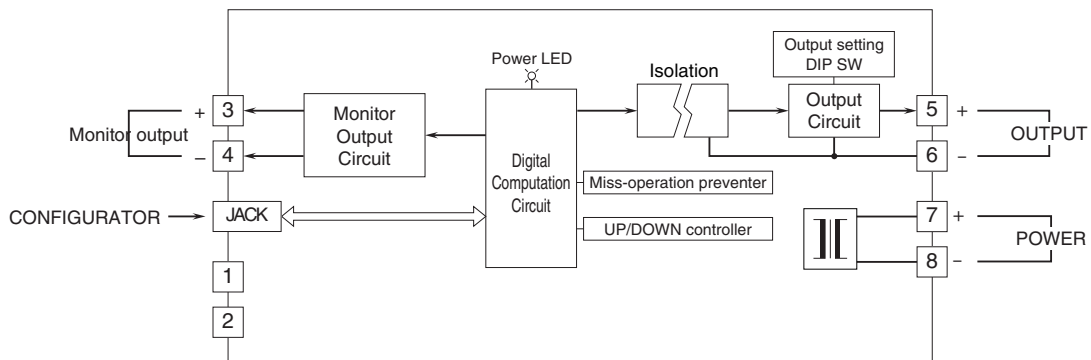 Power LED
Output setting
DIP SW
Isolation
+ 3
Monitor output
- 4
Monitor
Output
Circuit
Output
Circuit
5 +
OUTPUT
6 -
Digital
Computation
Circuit
Miss-operation preventer
CONFIGURATOR
JACK
UP/DOWN controller
7 +
POWER
8 -
1
2